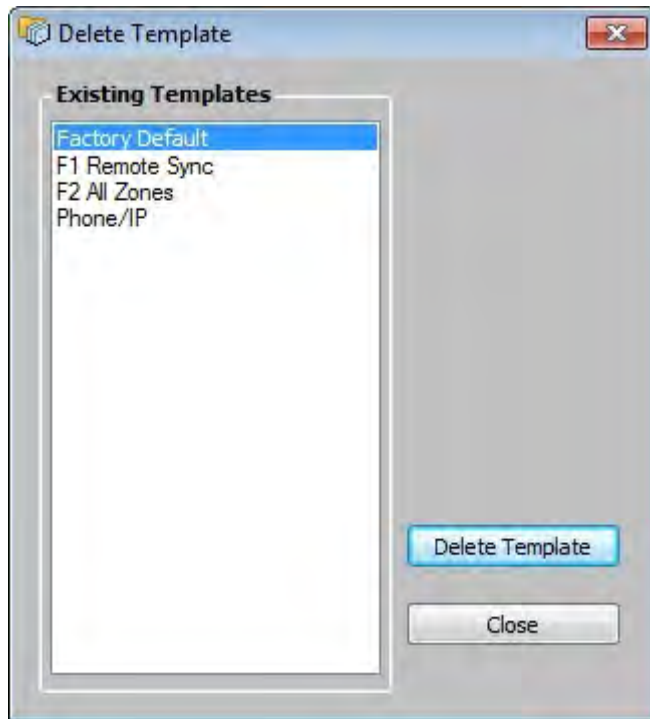 Delete Template
Existing Templates
Factory Default
F1 Remote Sync
F2 All Zones
Phone/IP
Delete Template
Close